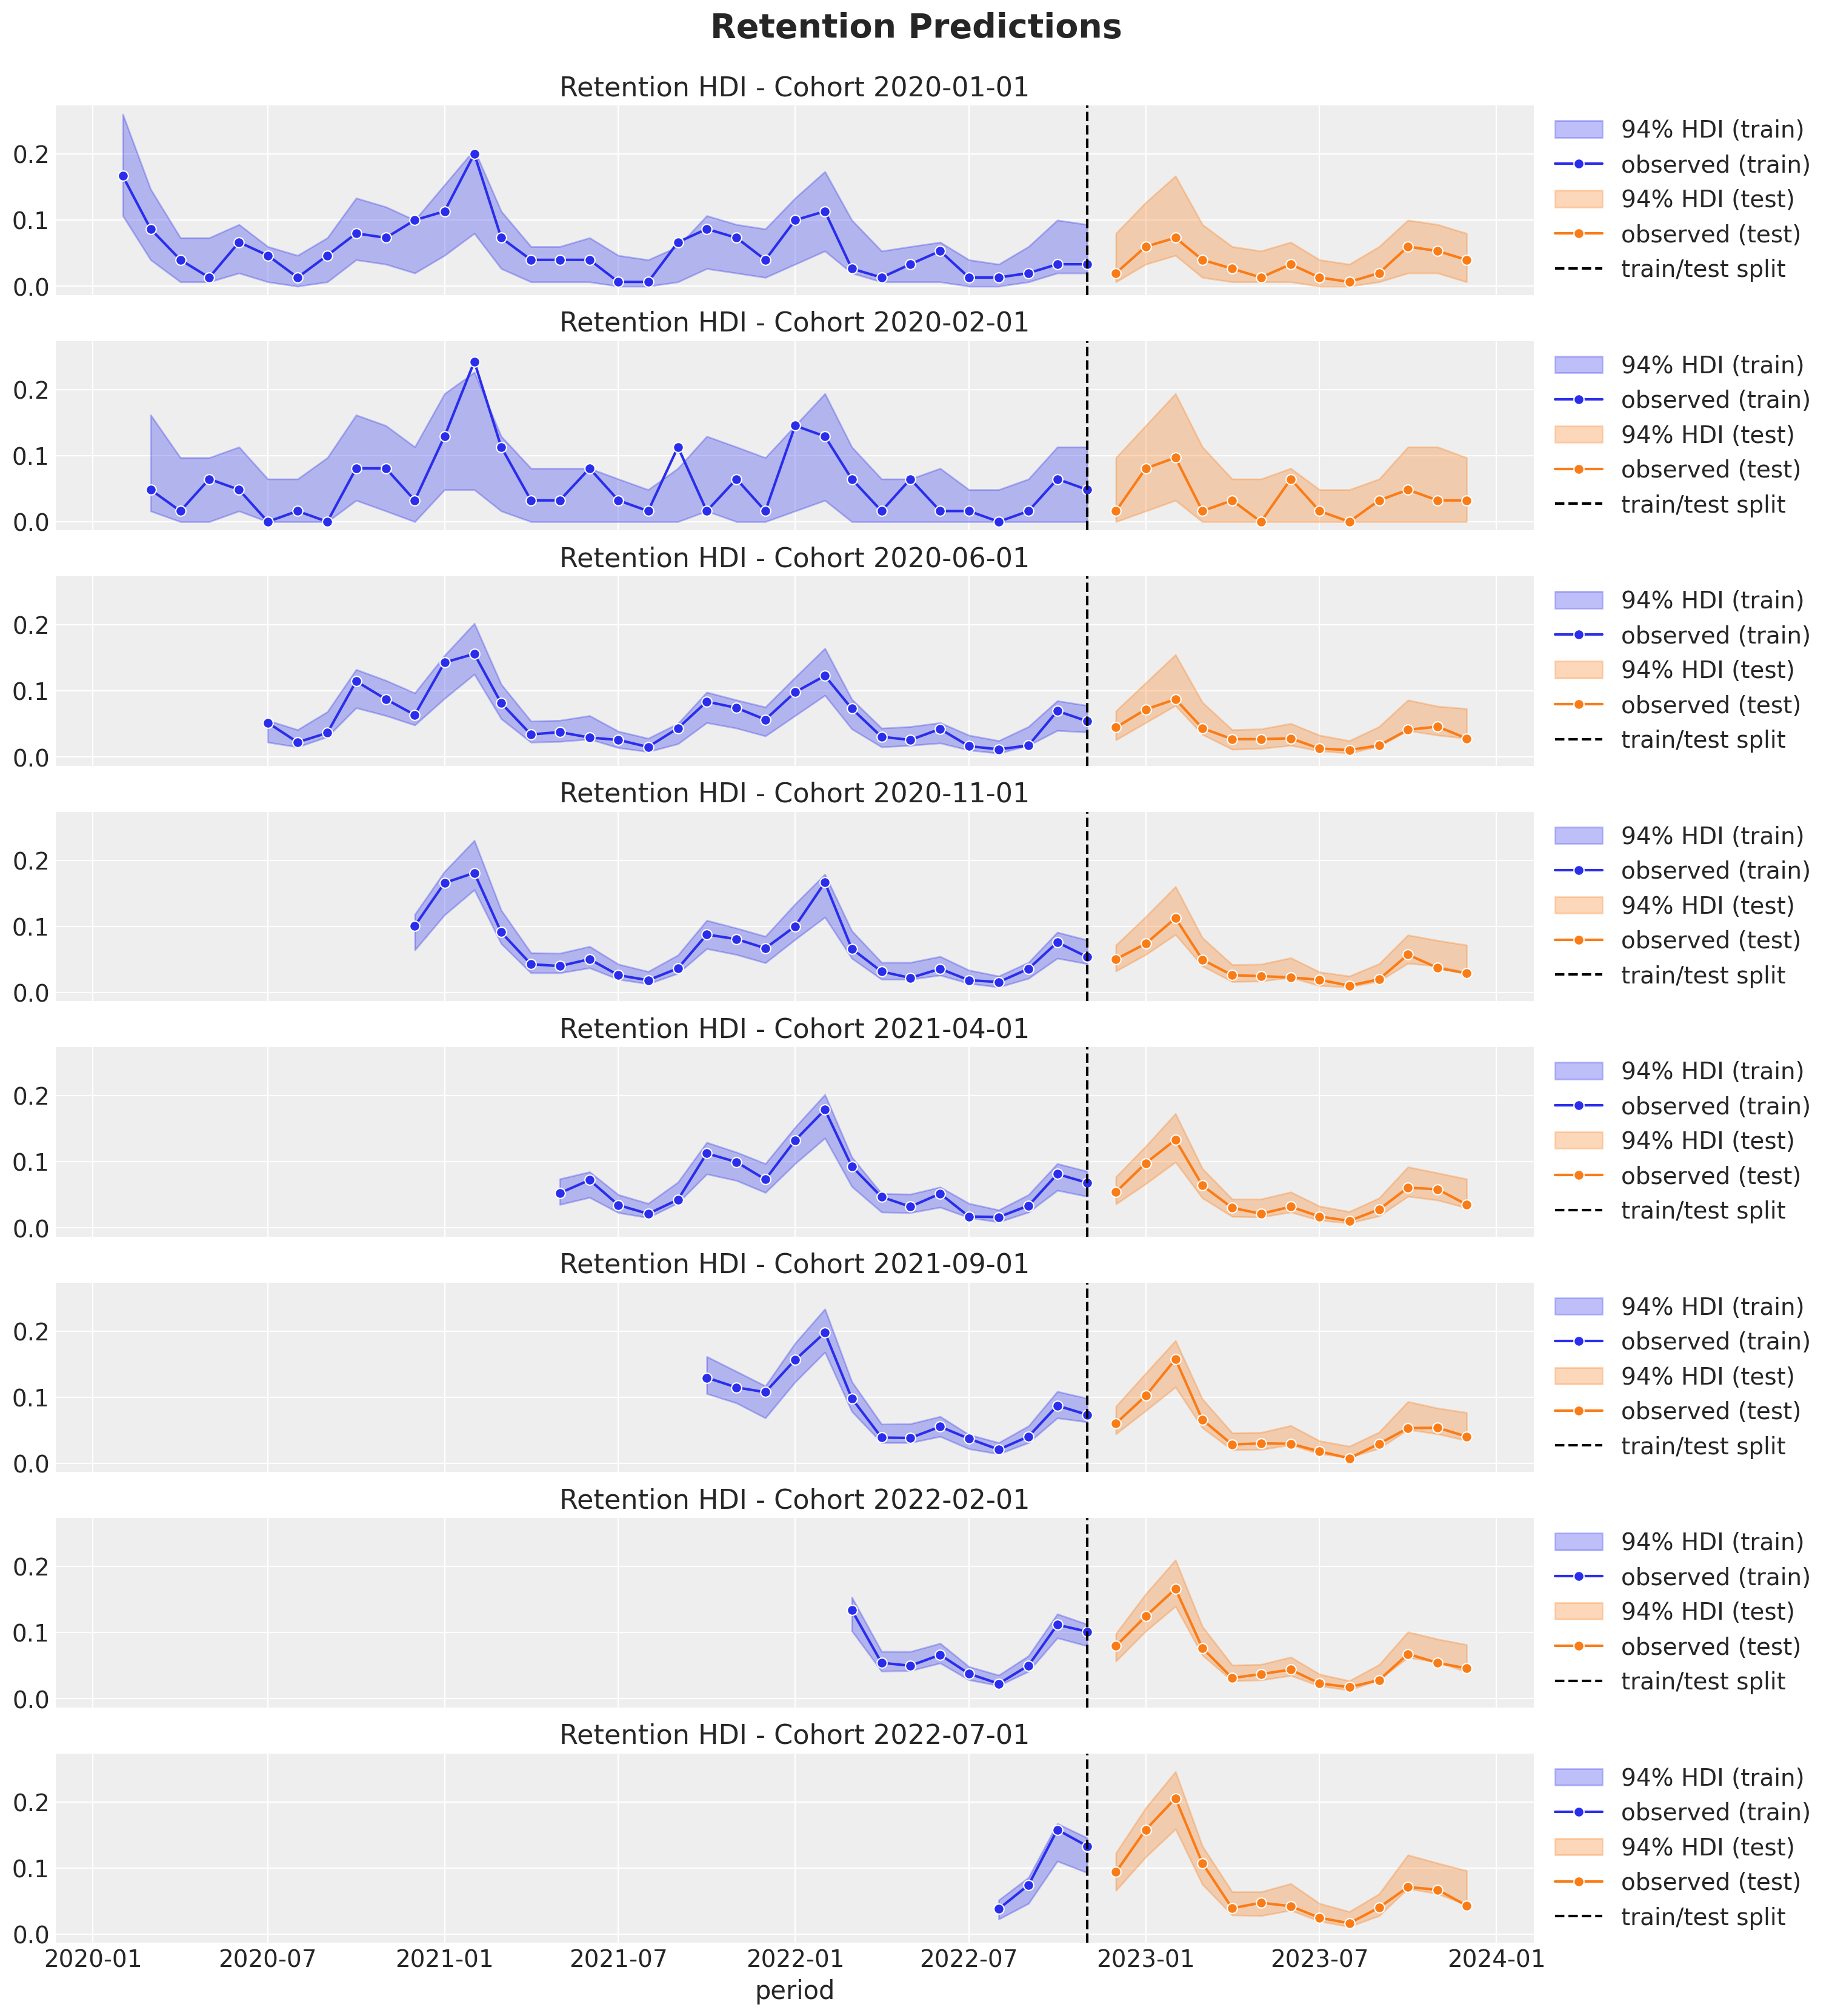 Retention Predictions
Retention HDI - Cohort 2020-01-01
0.2
0.1
0.0
94% HDI (train)
observed (train)
94% HDI (test)
observed (test)
train/test split
Retention HDI - Cohort 2020-02-01
0.2
0.1
0.0
94% HDI (train)
observed (train)
94% HDI (test)
observed (test)
train/test split
Retention HDI - Cohort 2020-06-01
0.2
0.1
0.0
94% HDI (train)
observed (train)
94% HDI (test)
observed (test)
train/test split
Retention HDI - Cohort 2020-11-01
0.2
0.1
0.0
94% HDI (train)
observed (train)
94% HDI (test)
observed (test)
train/test split
Retention HDI - Cohort 2021-04-01
0.2
0.1
0.0
94% HDI (train)
observed (train)
94% HDI (test)
observed (test)
train/test split
Retention HDI - Cohort 2021-09-01
0.2
0.1
0.0
94% HDI (train)
observed (train)
94% HDI (test)
observed (test)
train/test split
Retention HDI - Cohort 2022-02-01
0.2
0.1
0.0
94% HDI (train)
observed (train)
94% HDI (test)
observed (test)
train/test split
Retention HDI - Cohort 2022-07-01
0.2
0.1
0.0
94% HDI (train)
observed (train)
94% HDI (test)
observed (test)
train/test split
2020-01 2020-07 2021-01 2021-07 2022-01 2022-07 2023-01 2023-07 2024-01
period